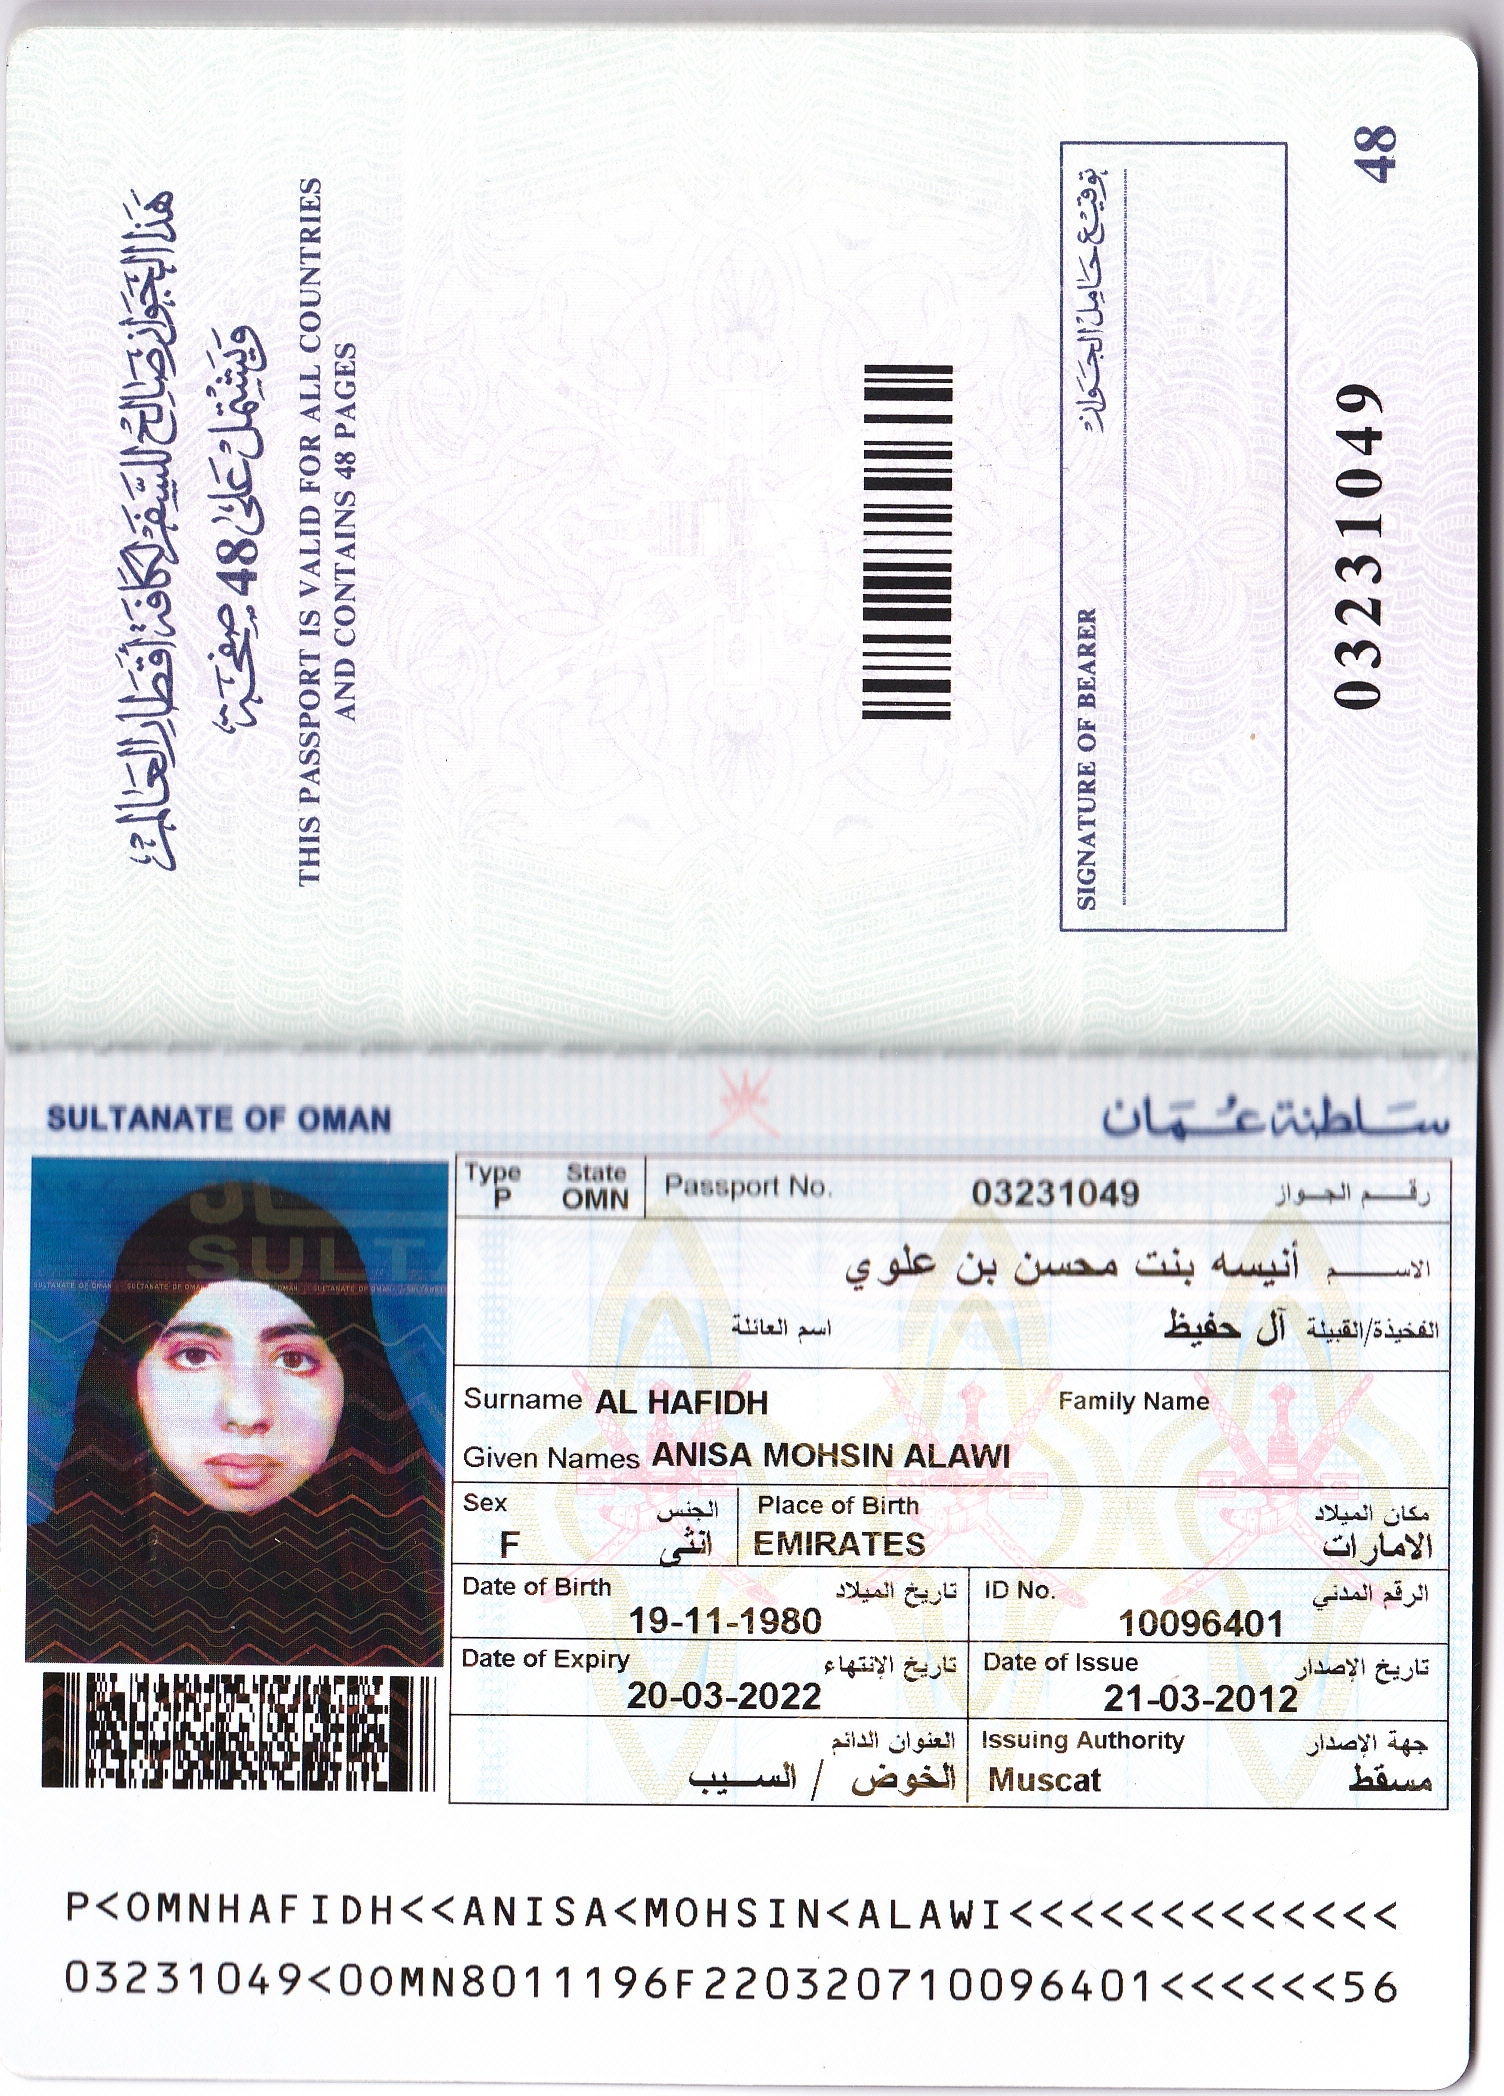 هذا الجواز صالح للسفر لكافة أقطار العالم
ويشتمل على 48 صفحة
THIS PASSPORT IS VALID FOR ALL COUNTRIES
AND CONTAINS 48 PAGES
توقيع حامل الجواز
SIGNATURE OF BEARER
48
03231049
SULTANATE OF OMAN سلطنة عمان
Type State Passport No. 03231049 رقم الجواز
P OMN
الاسم أنيسه بنت محسن بن علوي
الفخيذة/القبيلة آل حفيظ اسم العائلة
Surname AL HAFIDH Family Name
Given Names ANISA MOHSIN ALAWI
Sex الجنس Place of Birth مكان الميلاد
F انثى EMIRATES الامارات
Date of Birth تاريخ الميلاد ID No. الرقم المدني
19-11-1980 10096401
Date of Expiry تاريخ الإنتهاء Date of Issue تاريخ الإصدار
20-03-2022 21-03-2012
العنوان الدائم Issuing Authority جهة الإصدار
الخوض / السيب Muscat مسقط
P<OMNHAFIDH<<ANISA<MOHSIN<ALAWI<<<<<<<<<<<<<
03231049<0OMN8011196F220320710096401<<<<<<56